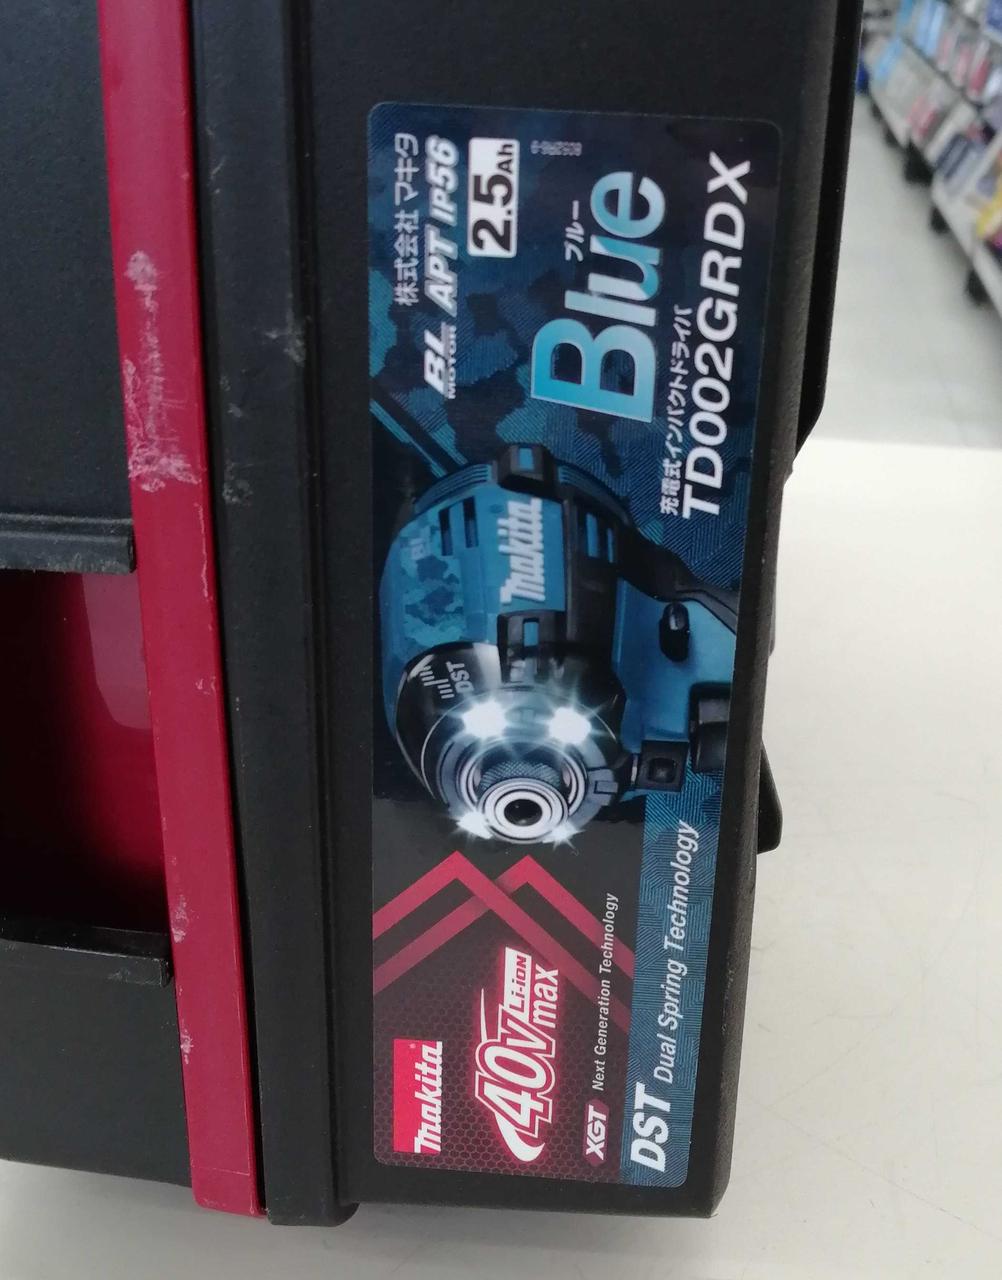 Makita
40Vmax
Li-ion
XGT Next Generation Technology
DST Dual Spring Technology
DST
Makita
株式会社 マキタ
BL MOTOR APT IP56
2.5Ah
ブルー
Blue
充電式インパクトドライバ
TD002GRDX